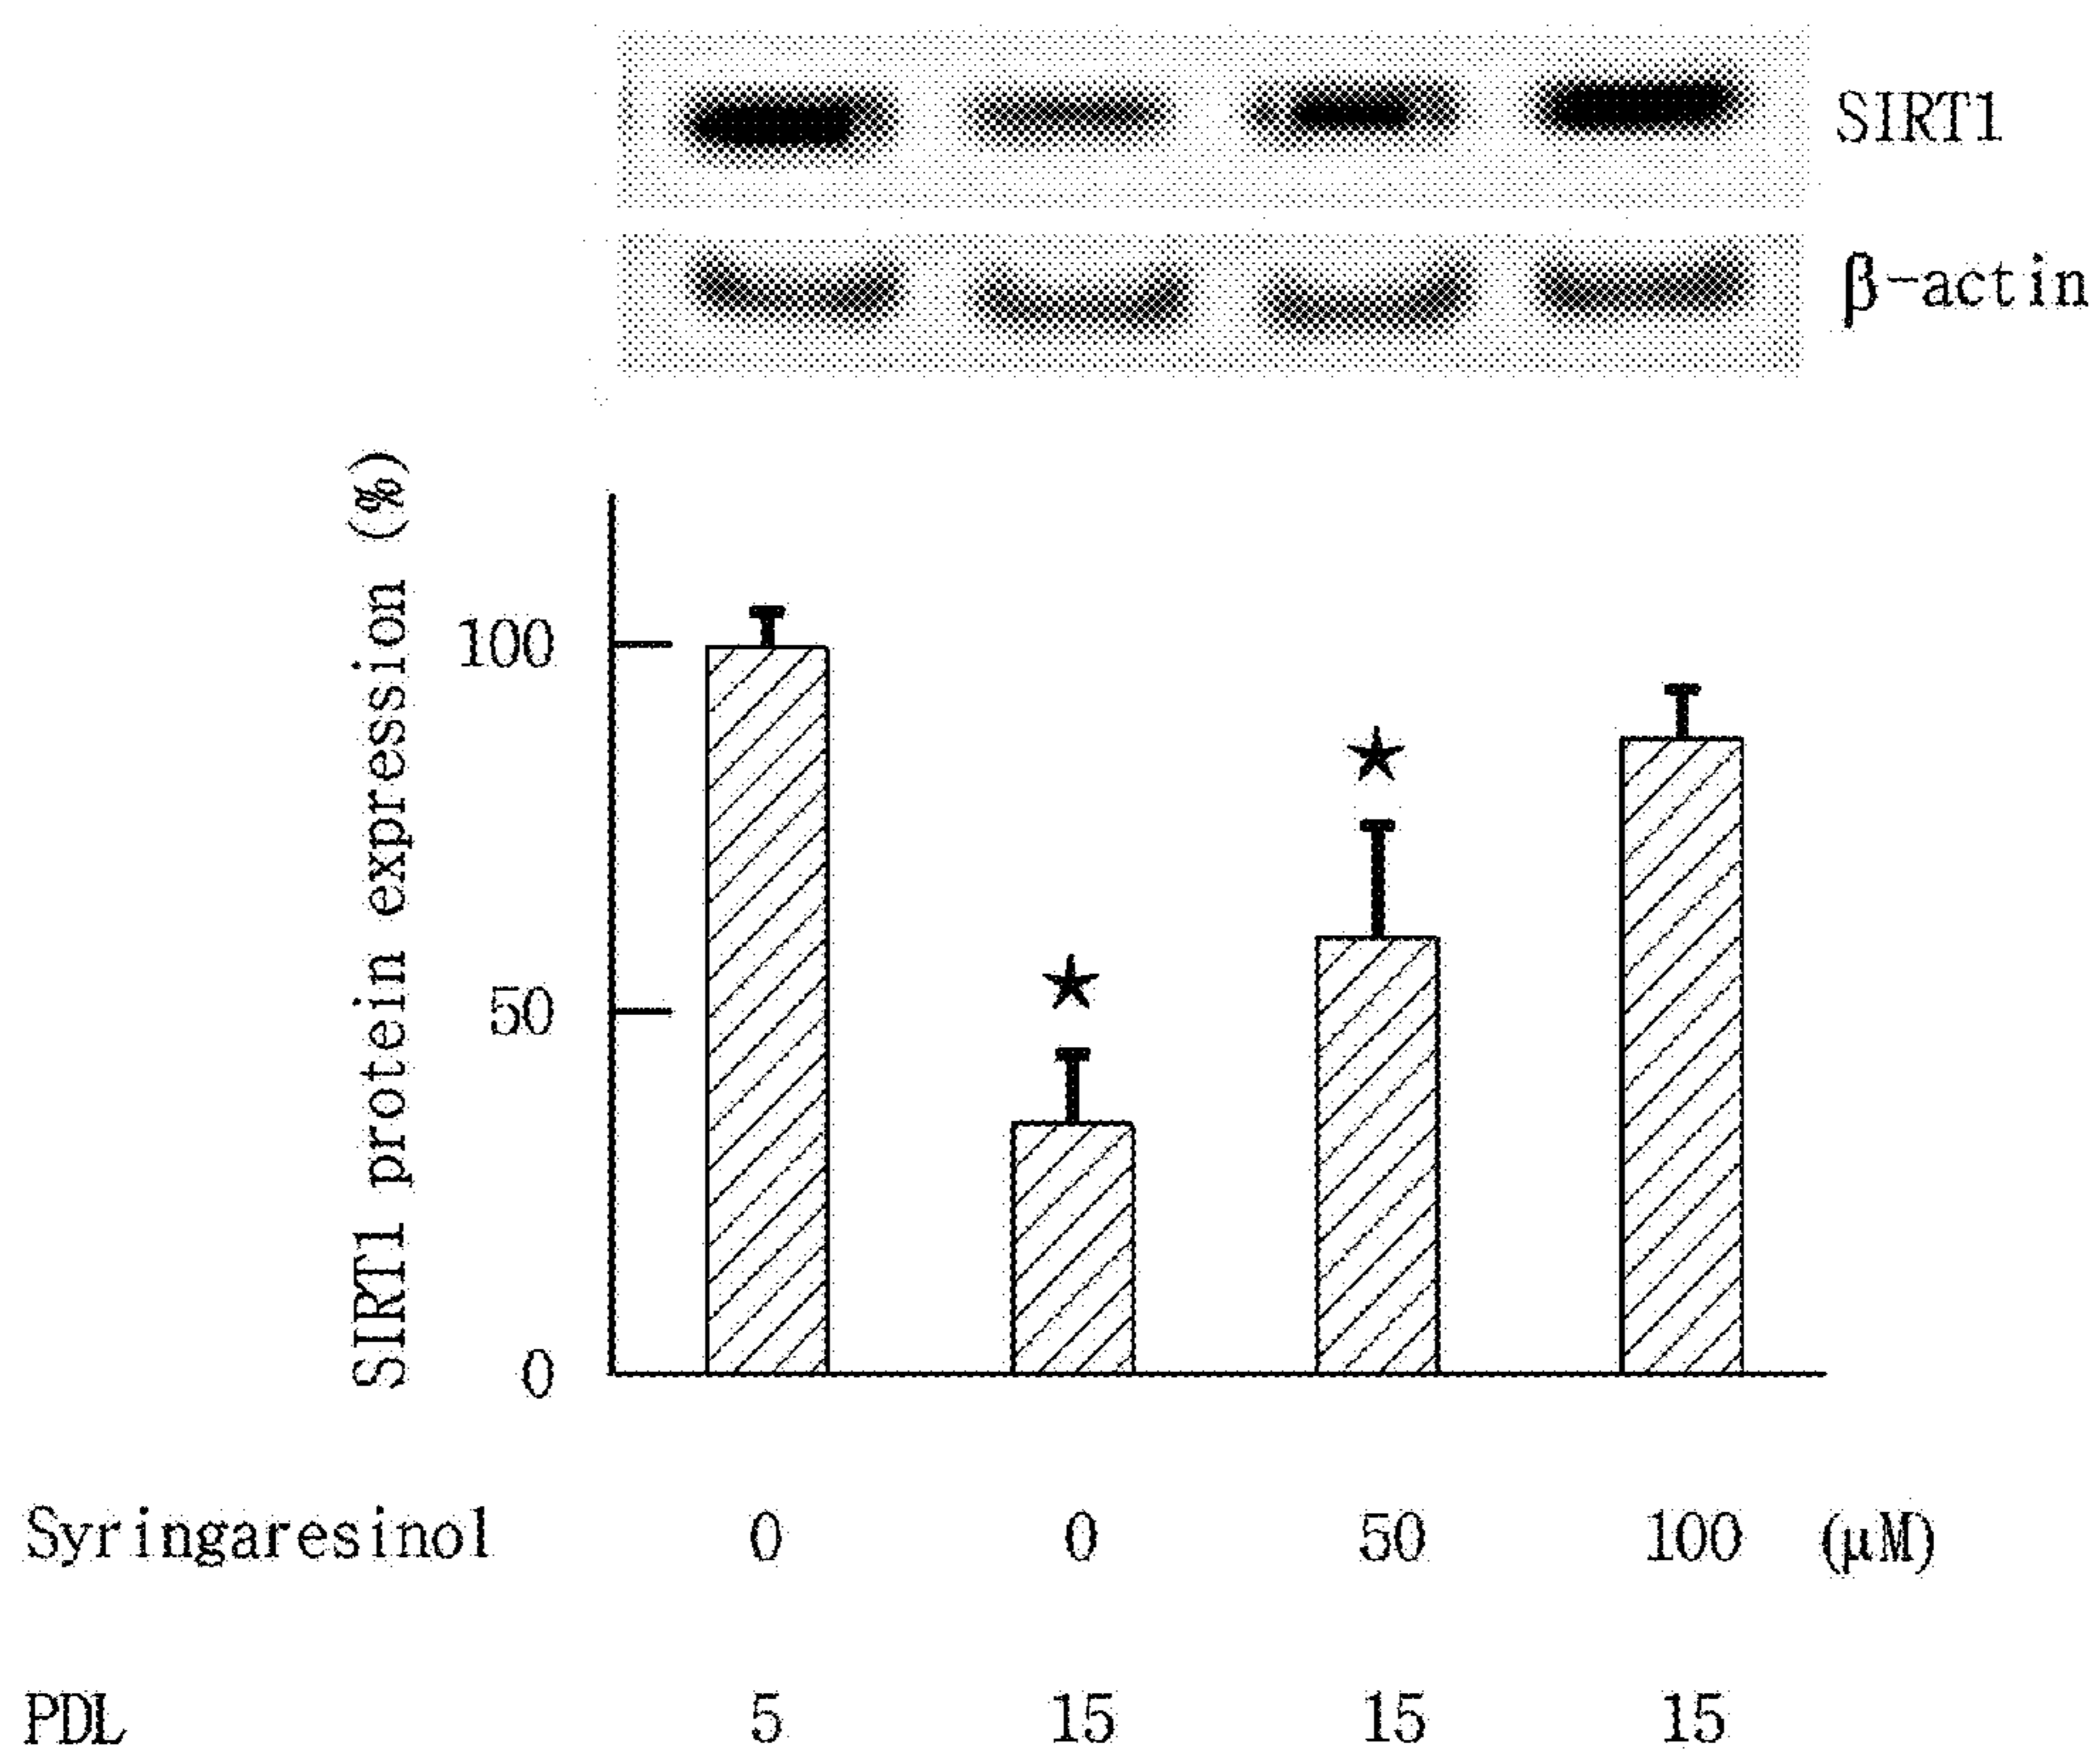 SIRT1
β-actin
SIRT1 protein expression (%)
100
50
0
Syringaresinol 0 0 50 100 (μM)
PDL 5 15 15 15